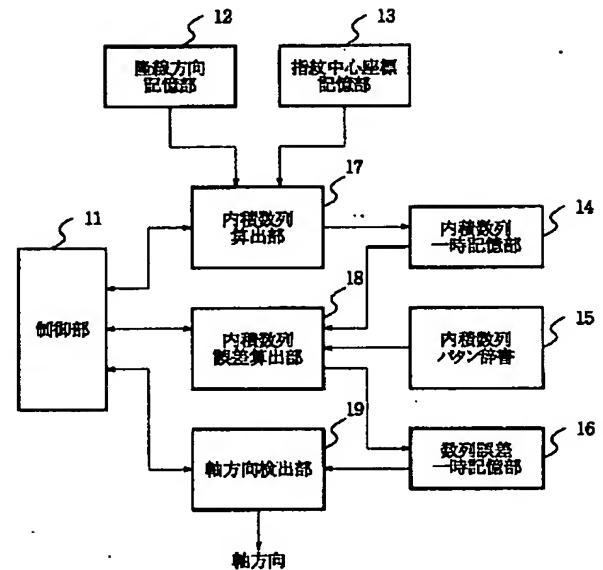 12
13
隆線方向
記憶部
指紋中心座標
記憶部
17
11
内積数列
算出部
14
内積数列
一時記憶部
18
制御部
内積数列
誤差算出部
15
内積数列
パタン辞書
19
軸方向検出部
16
数列誤差
一時記憶部
軸方向